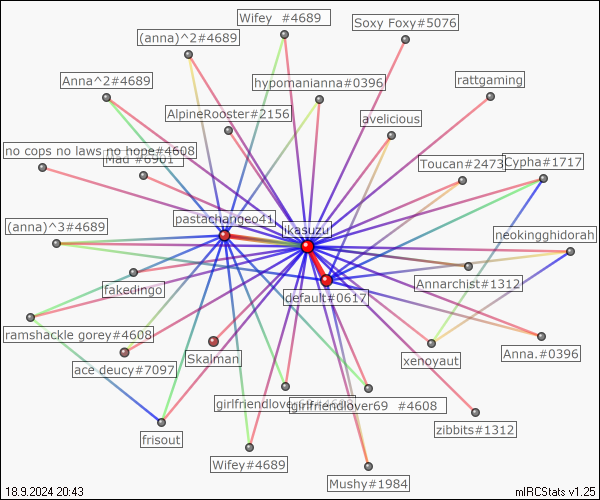 Wifey #4689
Soxy Foxy#5076
(anna)^2#4689
Anna^2#4689
hypomanianna#0396
rattgaming
AlpineRooster#2156
avelicious
no cops no laws no hope#4608
Mad #6901
Toucan#2473
Cypha#1717
pastachangeo41
ikasuzu
(anna)^3#4689
neokingghidorah
fakedingo
default#0617
Annarchist#1312
ramshackle gorey#4608
Skalman
xenoyaut
Anna.#0396
ace deucy#7097
girlfriendlover69
girlfriendlover69 #4608
frisout
zibbits#1312
Wifey#4689
Mushy#1984
18.9.2024 20:43
mIRCStats v1.25